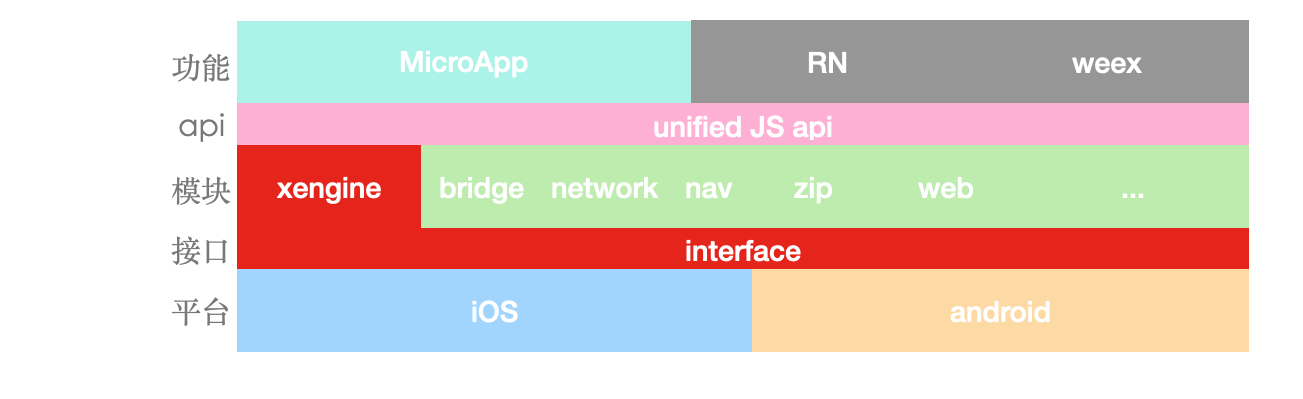 功能 MicroApp RN weex
api unified JS api
模块 xengine bridge network nav zip web ...
接口 interface
平台 iOS android